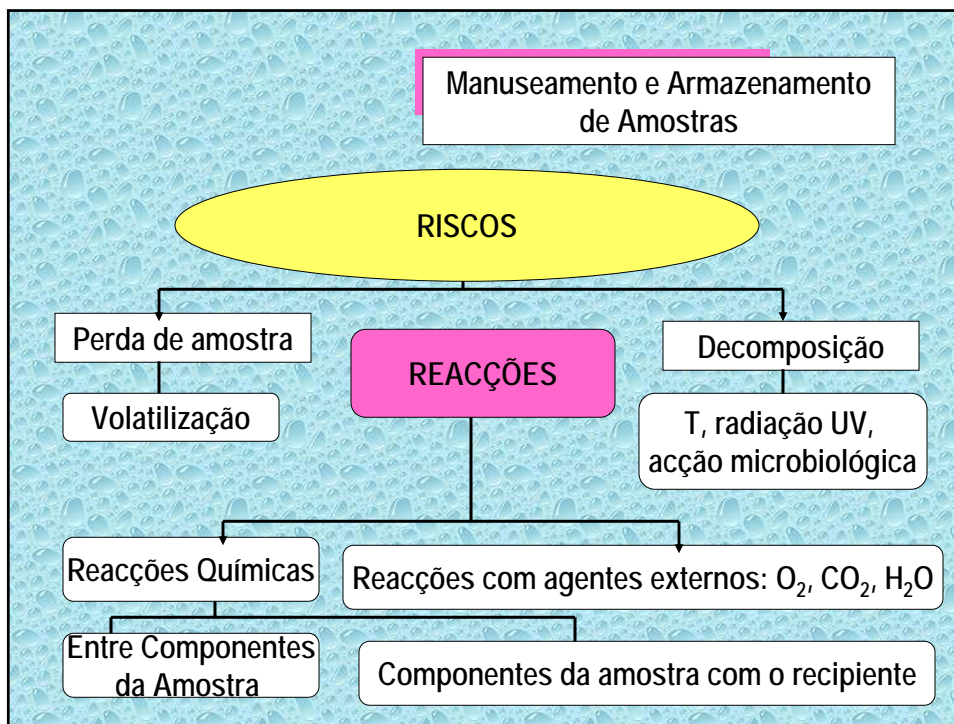 Manuseamento e Armazenamento
de Amostras
RISCOS
Perda de amostra
Volatilização
REACÇÕES
Decomposição
T, radiação UV,
acção microbiológica
Reacções Químicas
Reacções com agentes externos: O₂, CO₂, H₂O
Entre Componentes
da Amostra
Componentes da amostra com o recipiente